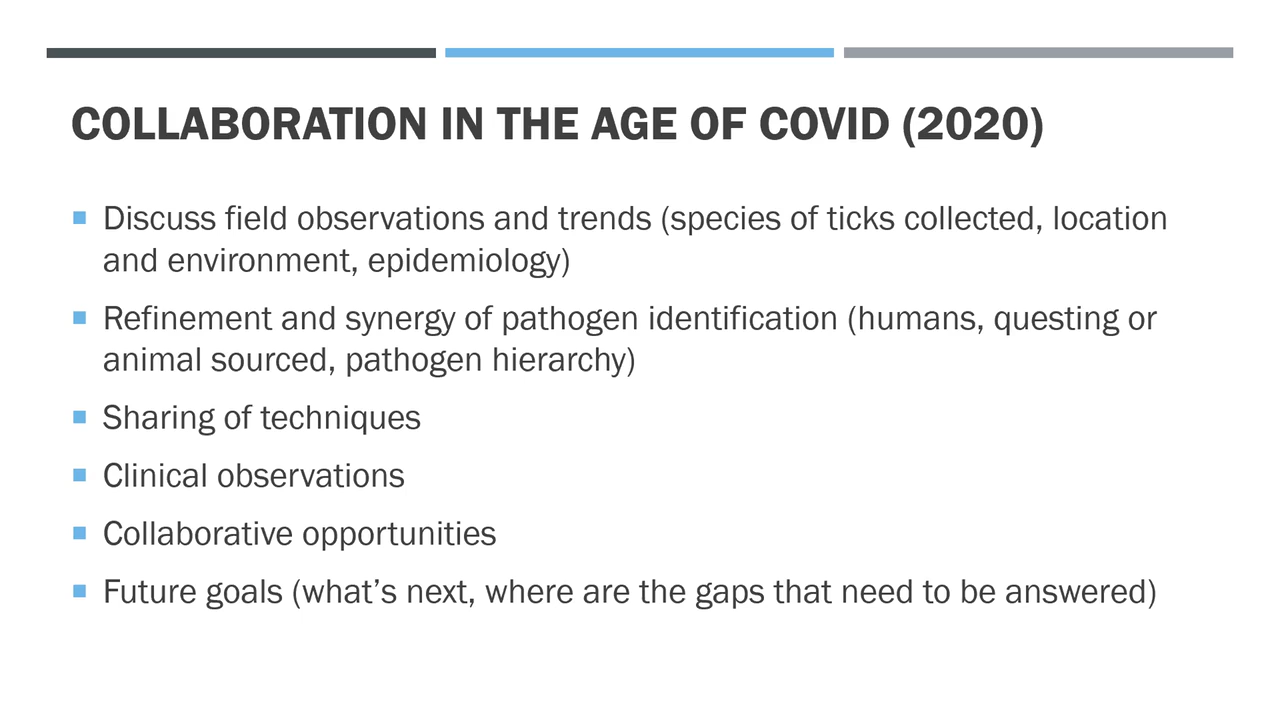 COLLABORATION IN THE AGE OF COVID (2020)
Discuss field observations and trends (species of ticks collected, location
and environment, epidemiology)
Refinement and synergy of pathogen identification (humans, questing or
animal sourced, pathogen hierarchy)
Sharing of techniques
Clinical observations
Collaborative opportunities
Future goals (what’s next, where are the gaps that need to be answered)